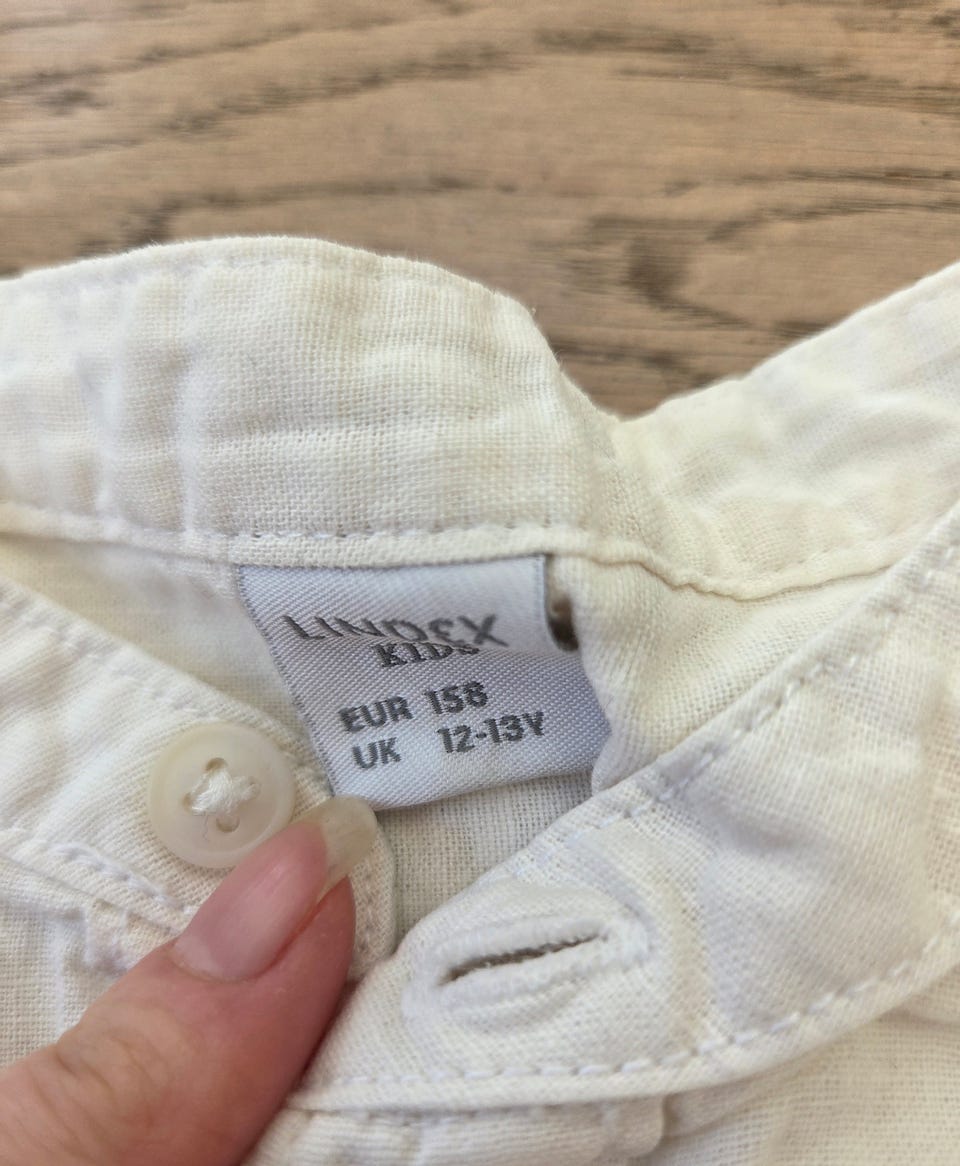 LINDEX
KIDS
EUR 158
UK 12-13Y